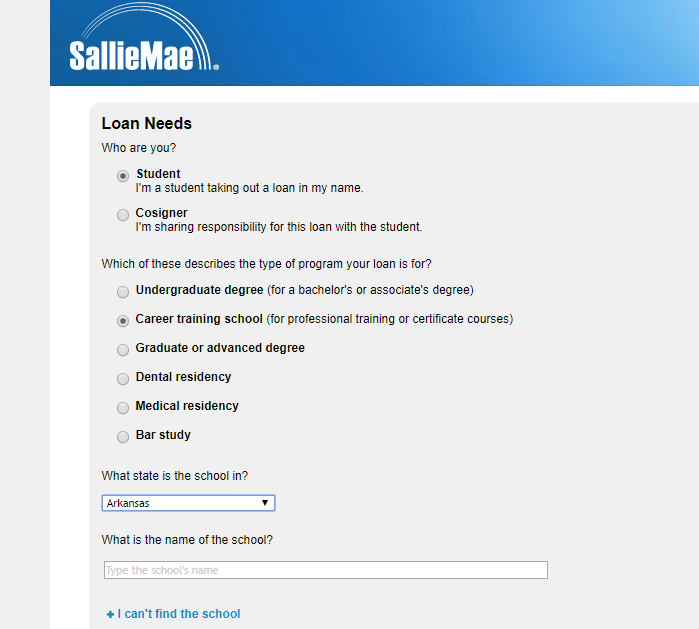 SallieMae®
Loan Needs
Who are you?
Student
I'm a student taking out a loan in my name.
Cosigner
I'm sharing responsibility for this loan with the student.
Which of these describes the type of program your loan is for?
Undergraduate degree (for a bachelor's or associate's degree)
Career training school (for professional training or certificate courses)
Graduate or advanced degree
Dental residency
Medical residency
Bar study
What state is the school in?
Arkansas
What is the name of the school?
Type the school's name
+ I can't find the school